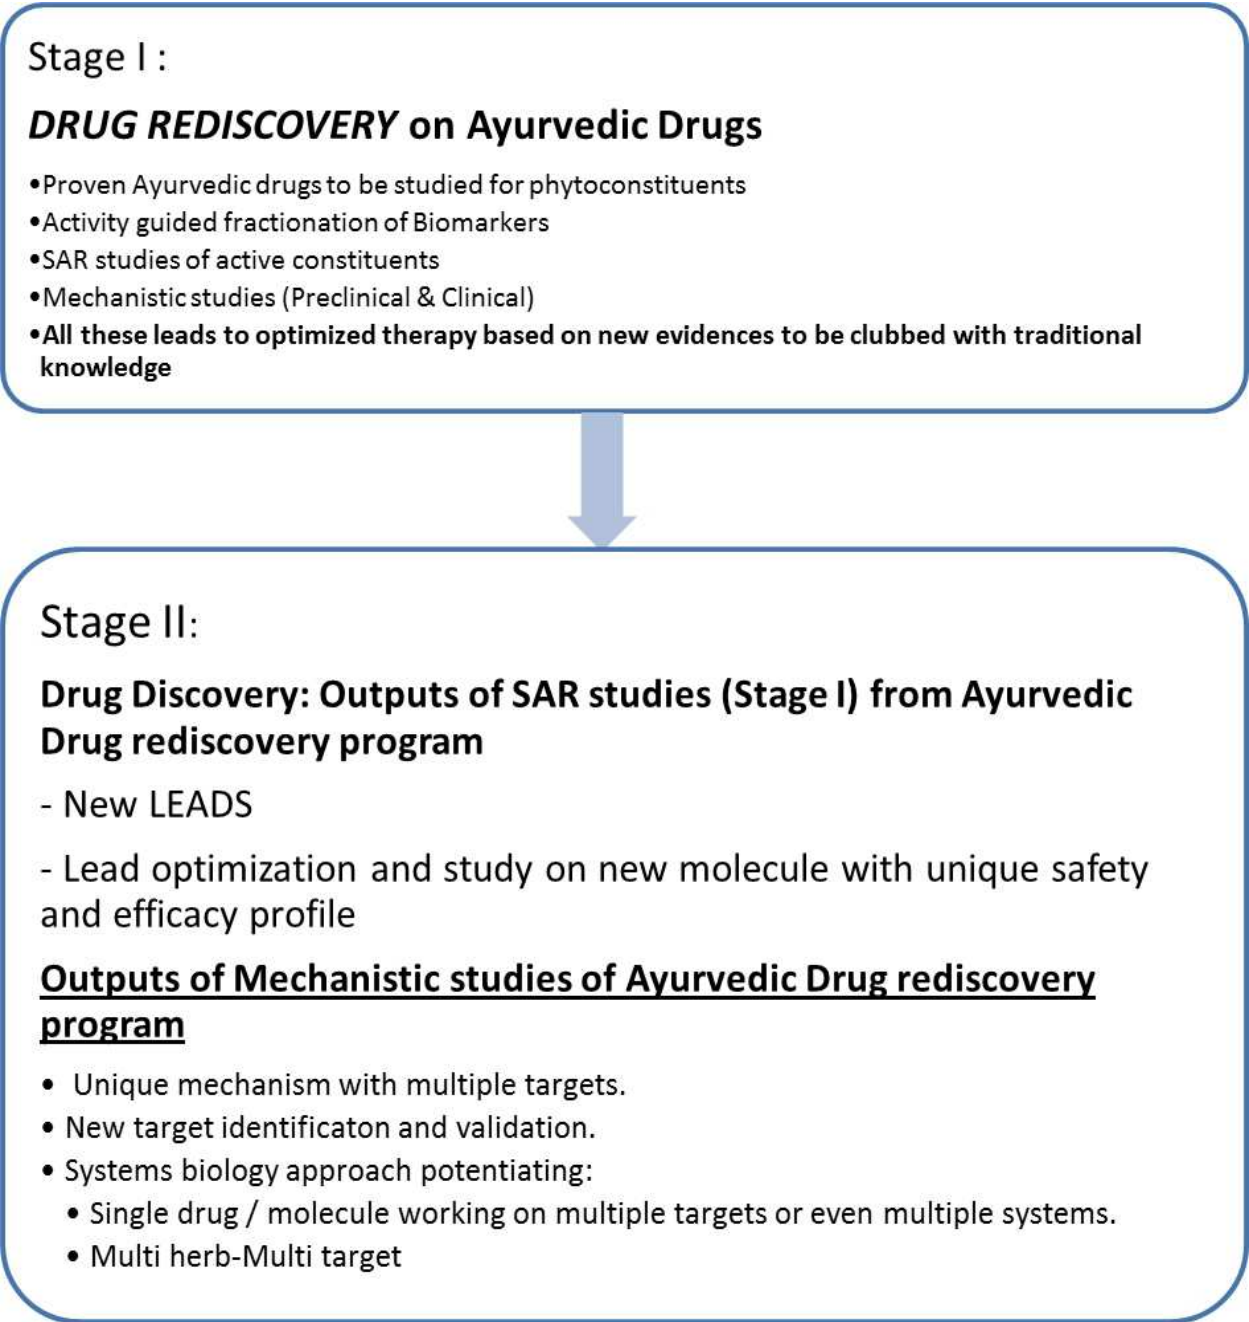 Stage I :
DRUG REDISCOVERY on Ayurvedic Drugs
•Proven Ayurvedic drugs to be studied for phytoconstituents
•Activity guided fractionation of Biomarkers
•SAR studies of active constituents
•Mechanistic studies (Preclinical & Clinical)
•All these leads to optimized therapy based on new evidences to be clubbed with traditional
knowledge
Stage II:
Drug Discovery: Outputs of SAR studies (Stage I) from Ayurvedic
Drug rediscovery program
- New LEADS
- Lead optimization and study on new molecule with unique safety
and efficacy profile
Outputs of Mechanistic studies of Ayurvedic Drug rediscovery
program
• Unique mechanism with multiple targets.
• New target identificaton and validation.
• Systems biology approach potentiating:
• Single drug / molecule working on multiple targets or even multiple systems.
• Multi herb-Multi target